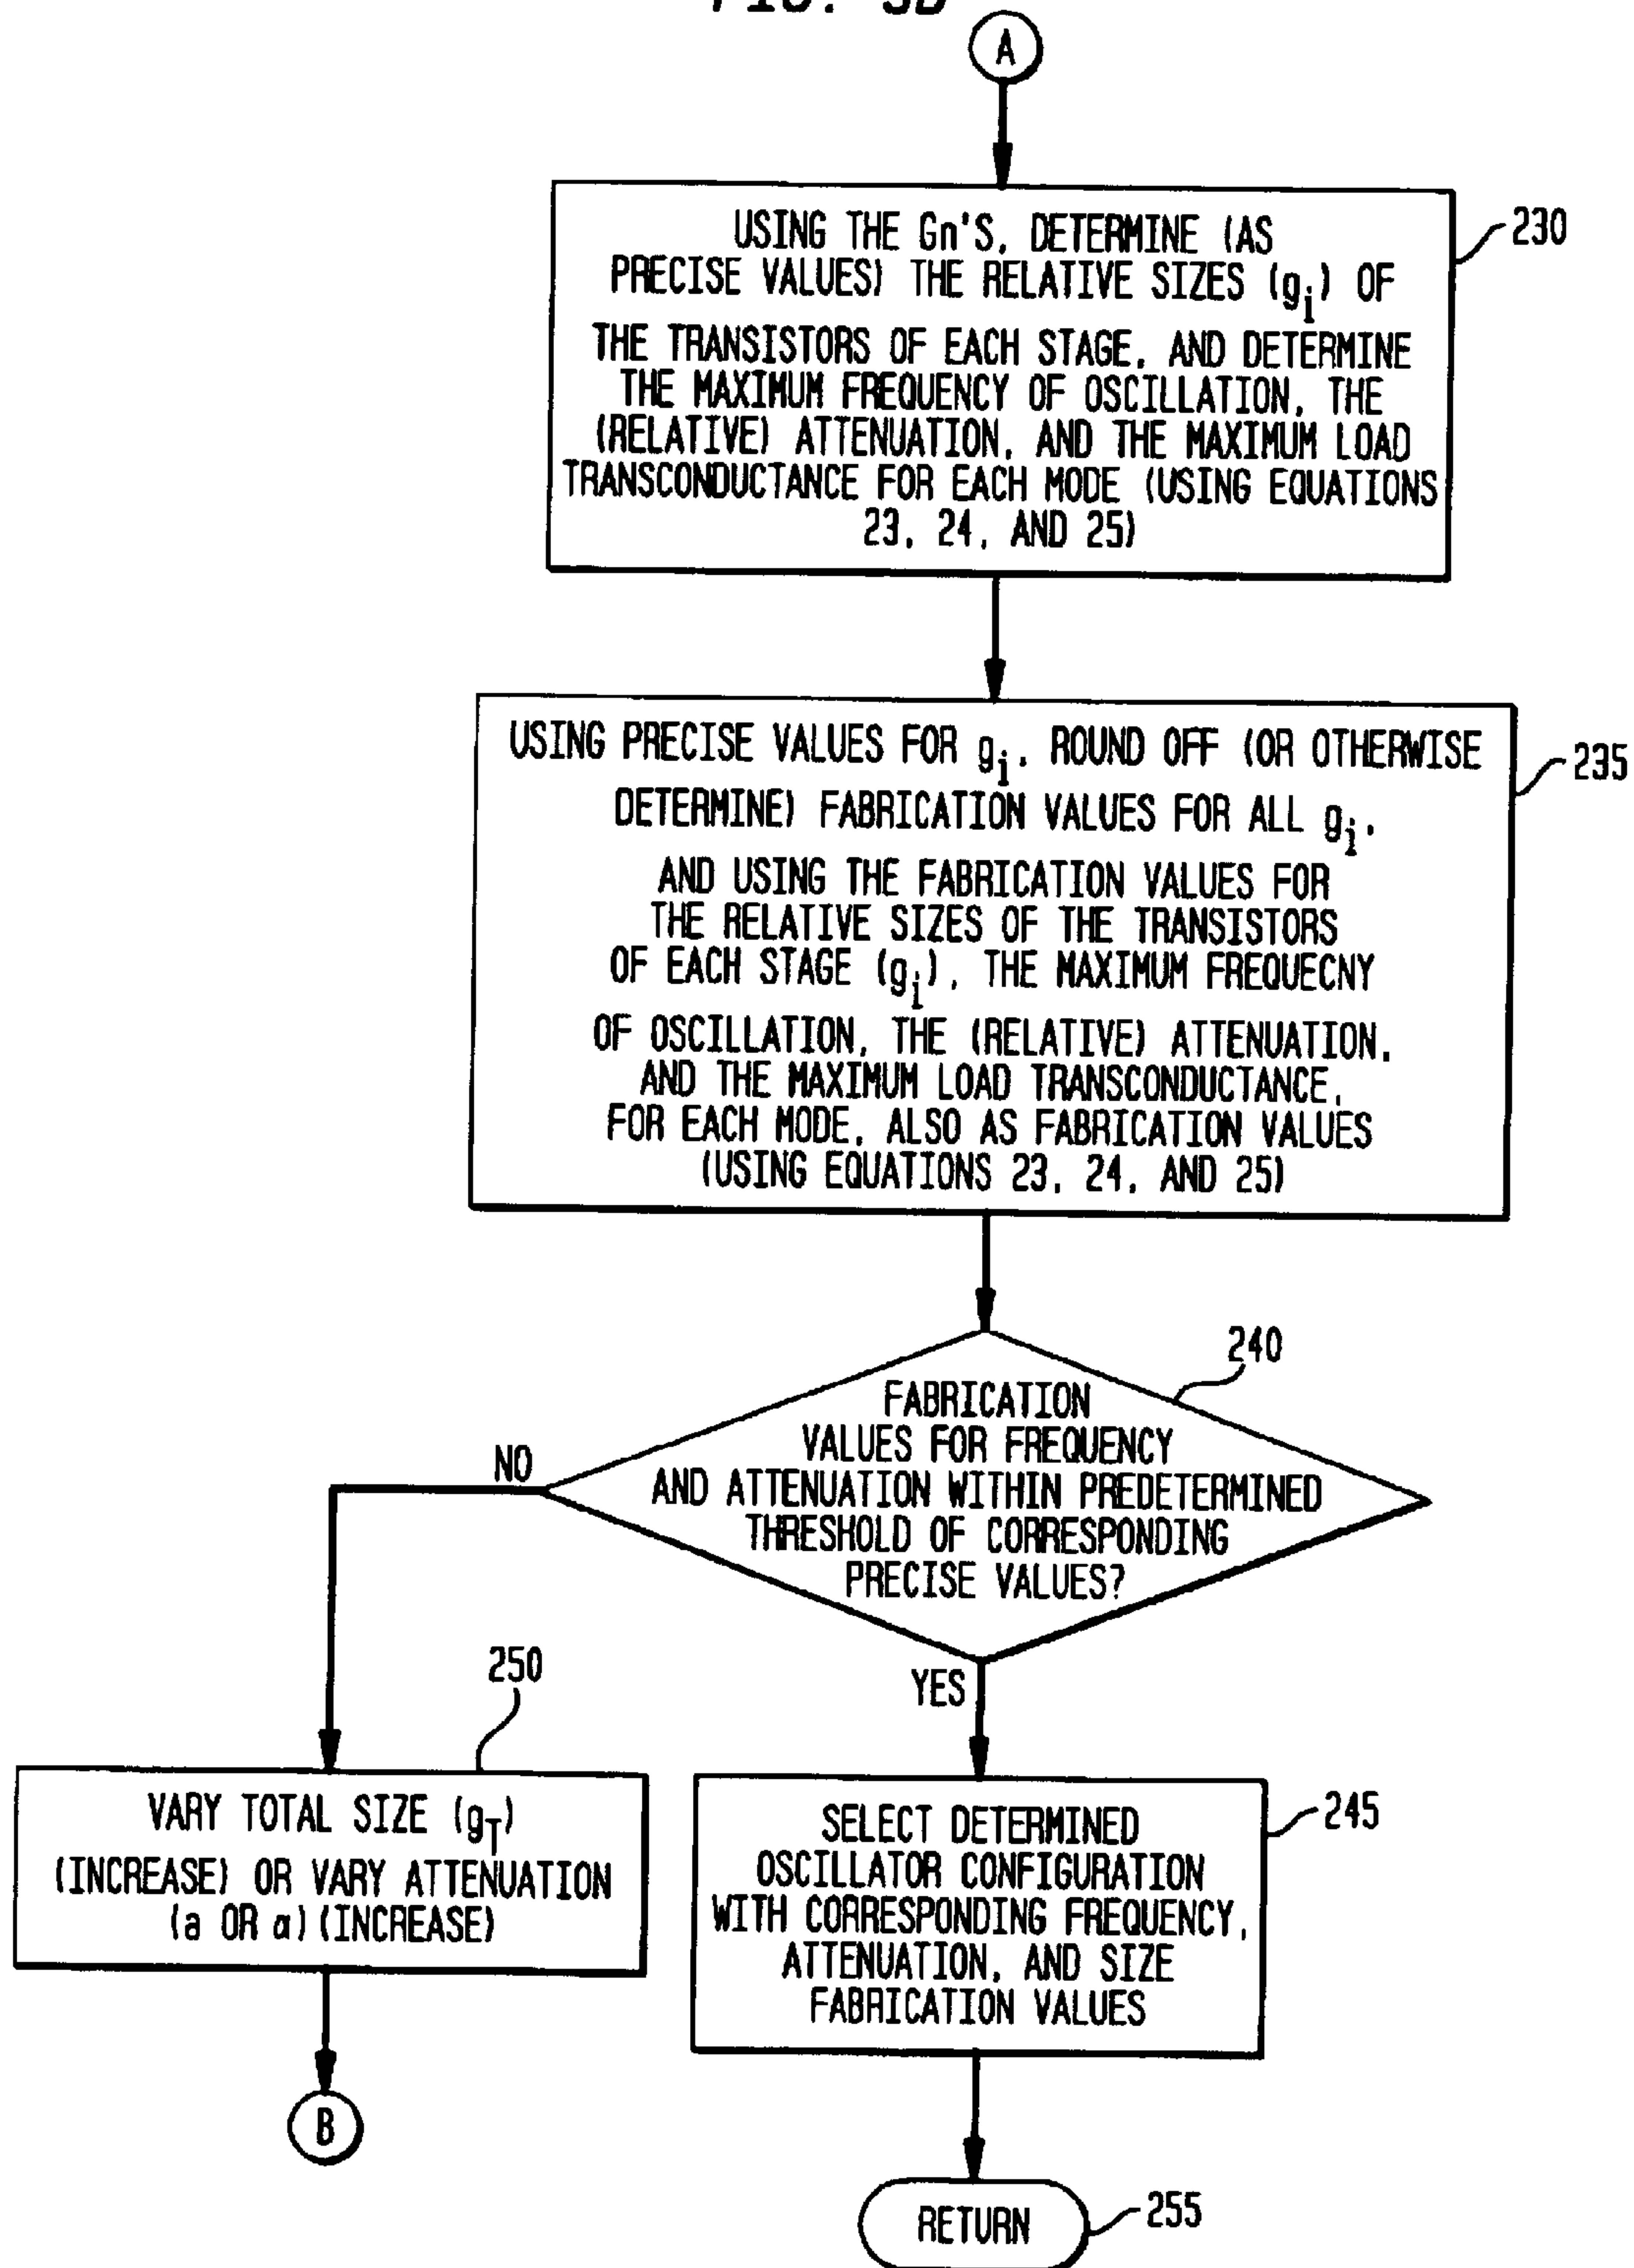 FIG. 3B
A
USING THE Gn'S, DETERMINE (AS
PRECISE VALUES) THE RELATIVE SIZES (gi) OF
THE TRANSISTORS OF EACH STAGE, AND DETERMINE
THE MAXIMUM FREQUENCY OF OSCILLATION, THE
(RELATIVE) ATTENUATION, AND THE MAXIMUM LOAD
TRANSCONDUCTANCE FOR EACH MODE (USING EQUATIONS
23, 24, AND 25)
230
USING PRECISE VALUES FOR gi, ROUND OFF (OR OTHERWISE
DETERMINE) FABRICATION VALUES FOR ALL gi,
AND USING THE FABRICATION VALUES FOR
THE RELATIVE SIZES OF THE TRANSISTORS
OF EACH STAGE (gi), THE MAXIMUM FREQUECNY
OF OSCILLATION, THE (RELATIVE) ATTENUATION,
AND THE MAXIMUM LOAD TRANSCONDUCTANCE,
FOR EACH MODE, ALSO AS FABRICATION VALUES
(USING EQUATIONS 23, 24, AND 25)
235
240
FABRICATION
VALUES FOR FREQUENCY
AND ATTENUATION WITHIN PREDETERMINED
THRESHOLD OF CORRESPONDING
PRECISE VALUES?
NO
YES
250
VARY TOTAL SIZE (gT)
(INCREASE) OR VARY ATTENUATION
(a OR α) (INCREASE)
B
SELECT DETERMINED
OSCILLATOR CONFIGURATION
WITH CORRESPONDING FREQUENCY,
ATTENUATION, AND SIZE
FABRICATION VALUES
245
RETURN
255